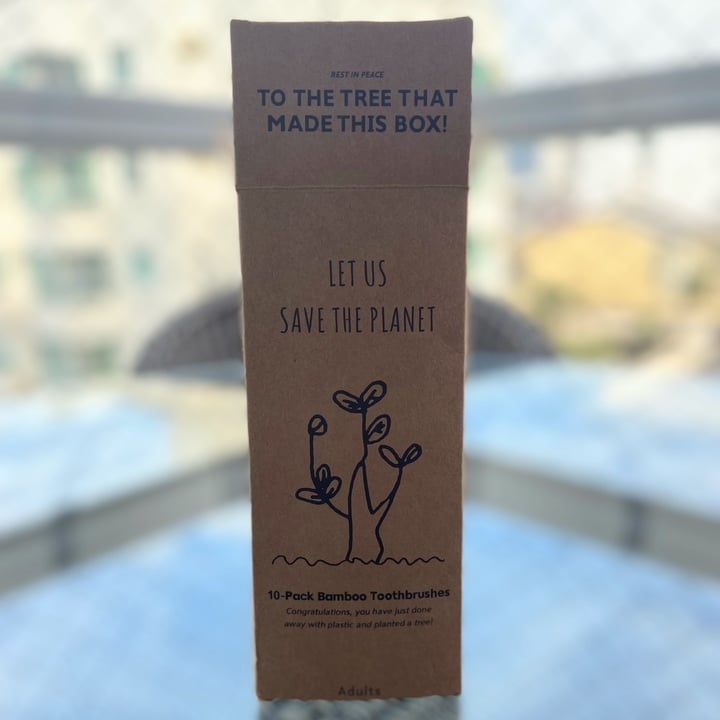 REST IN PEACE
TO THE TREE THAT
MADE THIS BOX!
LET US
SAVE THE PLANET
10-Pack Bamboo Toothbrushes
Congratulations, you have just done
away with plastic and planted a tree!
Adults